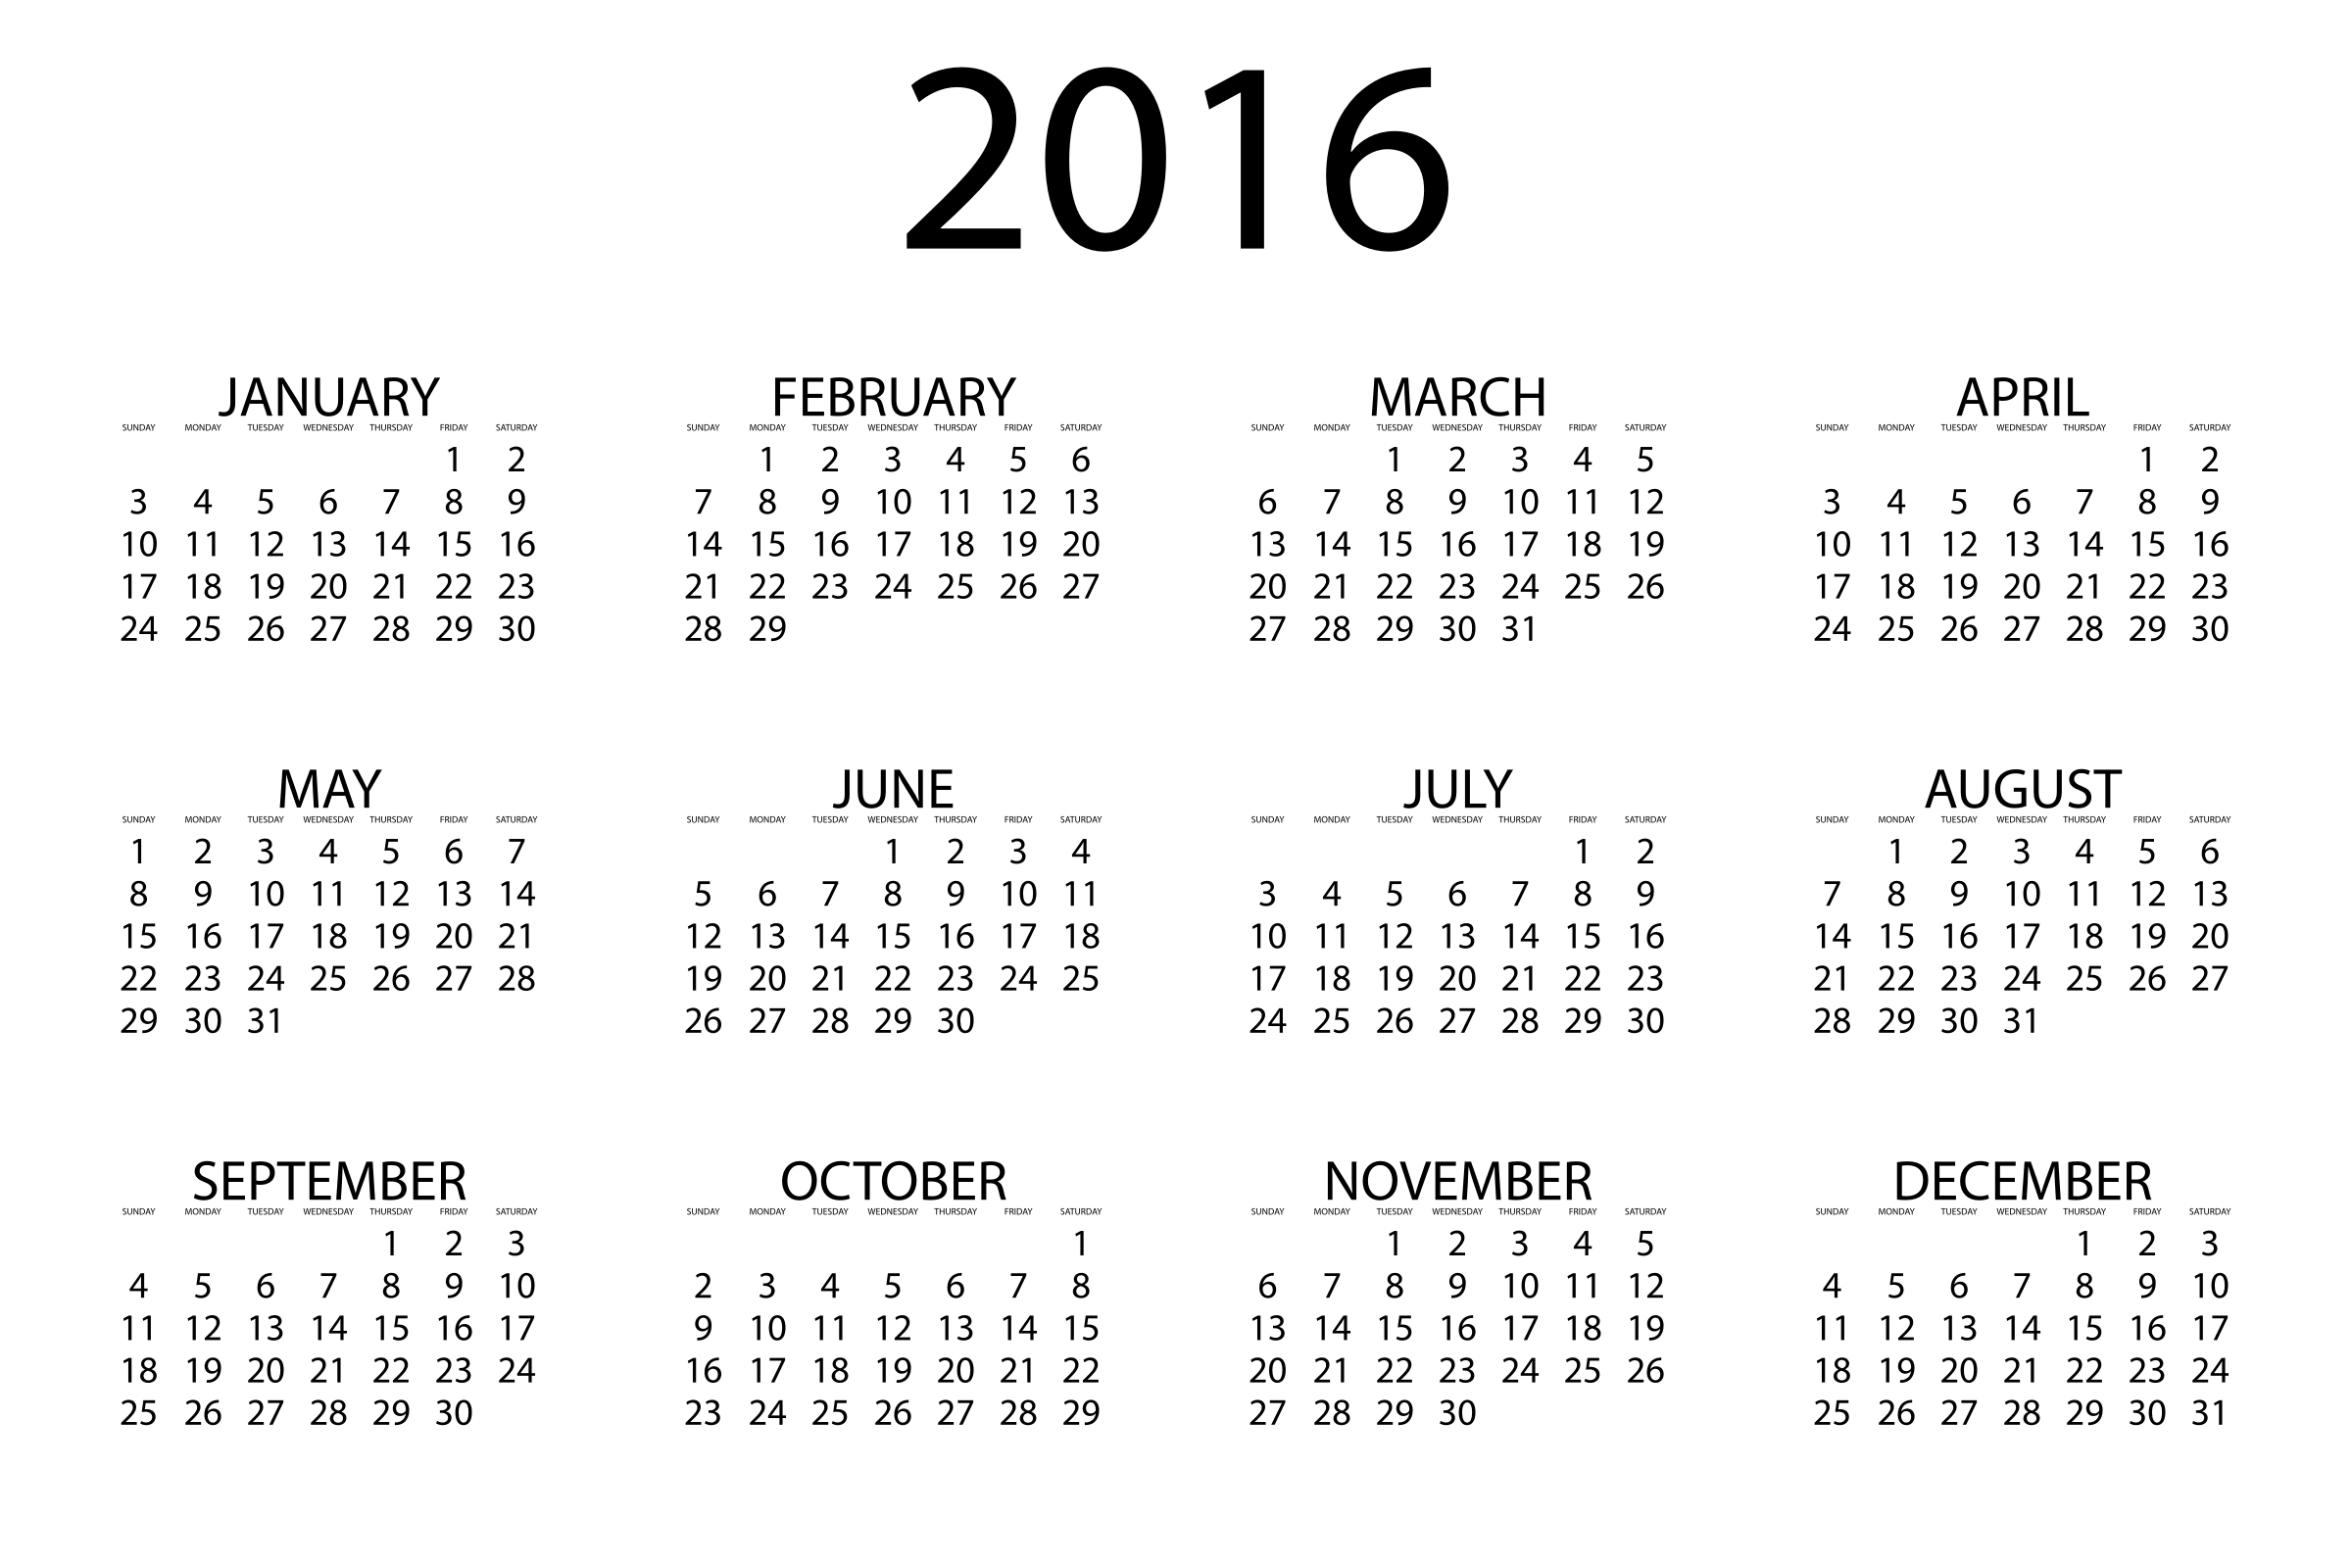 2016
JANUARY
SUNDAY MONDAY TUESDAY WEDNESDAY THURSDAY FRIDAY SATURDAY
1 2
3 4 5 6 7 8 9
10 11 12 13 14 15 16
17 18 19 20 21 22 23
24 25 26 27 28 29 30
FEBRUARY
SUNDAY MONDAY TUESDAY WEDNESDAY THURSDAY FRIDAY SATURDAY
1 2 3 4 5 6
7 8 9 10 11 12 13
14 15 16 17 18 19 20
21 22 23 24 25 26 27
28 29
MARCH
SUNDAY MONDAY TUESDAY WEDNESDAY THURSDAY FRIDAY SATURDAY
1 2 3 4 5
6 7 8 9 10 11 12
13 14 15 16 17 18 19
20 21 22 23 24 25 26
27 28 29 30 31
APRIL
SUNDAY MONDAY TUESDAY WEDNESDAY THURSDAY FRIDAY SATURDAY
1 2
3 4 5 6 7 8 9
10 11 12 13 14 15 16
17 18 19 20 21 22 23
24 25 26 27 28 29 30
MAY
SUNDAY MONDAY TUESDAY WEDNESDAY THURSDAY FRIDAY SATURDAY
1 2 3 4 5 6 7
8 9 10 11 12 13 14
15 16 17 18 19 20 21
22 23 24 25 26 27 28
29 30 31
JUNE
SUNDAY MONDAY TUESDAY WEDNESDAY THURSDAY FRIDAY SATURDAY
1 2 3 4
5 6 7 8 9 10 11
12 13 14 15 16 17 18
19 20 21 22 23 24 25
26 27 28 29 30
JULY
SUNDAY MONDAY TUESDAY WEDNESDAY THURSDAY FRIDAY SATURDAY
1 2
3 4 5 6 7 8 9
10 11 12 13 14 15 16
17 18 19 20 21 22 23
24 25 26 27 28 29 30
AUGUST
SUNDAY MONDAY TUESDAY WEDNESDAY THURSDAY FRIDAY SATURDAY
1 2 3 4 5 6
7 8 9 10 11 12 13
14 15 16 17 18 19 20
21 22 23 24 25 26 27
28 29 30 31
SEPTEMBER
SUNDAY MONDAY TUESDAY WEDNESDAY THURSDAY FRIDAY SATURDAY
1 2 3
4 5 6 7 8 9 10
11 12 13 14 15 16 17
18 19 20 21 22 23 24
25 26 27 28 29 30
OCTOBER
SUNDAY MONDAY TUESDAY WEDNESDAY THURSDAY FRIDAY SATURDAY
1
2 3 4 5 6 7 8
9 10 11 12 13 14 15
16 17 18 19 20 21 22
23 24 25 26 27 28 29
NOVEMBER
SUNDAY MONDAY TUESDAY WEDNESDAY THURSDAY FRIDAY SATURDAY
1 2 3 4 5
6 7 8 9 10 11 12
13 14 15 16 17 18 19
20 21 22 23 24 25 26
27 28 29 30
DECEMBER
SUNDAY MONDAY TUESDAY WEDNESDAY THURSDAY FRIDAY SATURDAY
1 2 3
4 5 6 7 8 9 10
11 12 13 14 15 16 17
18 19 20 21 22 23 24
25 26 27 28 29 30 31